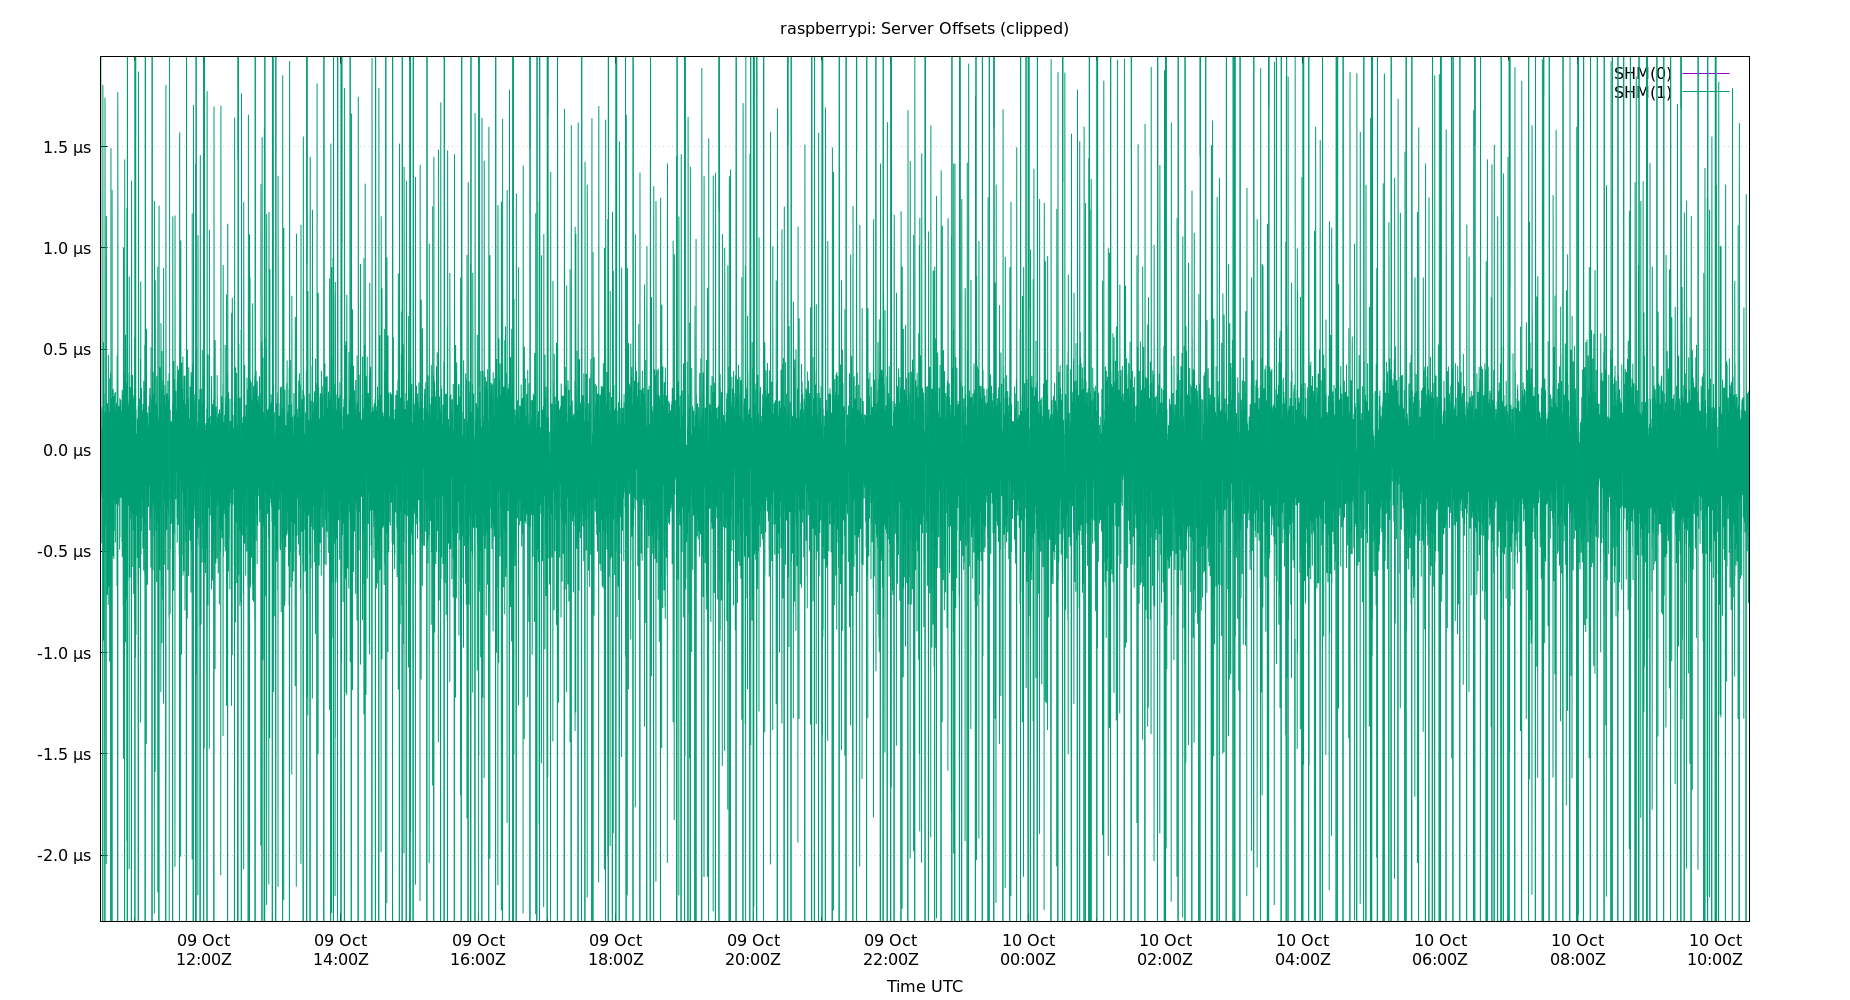 raspberrypi: Server Offsets (clipped)
SHM(0)
SHM(1)
1.5 µs
1.0 µs
0.5 µs
0.0 µs
-0.5 µs
-1.0 µs
-1.5 µs
-2.0 µs
09 Oct 09 Oct 09 Oct 09 Oct 09 Oct 09 Oct 10 Oct 10 Oct 10 Oct 10 Oct 10 Oct 10 Oct
12:00Z 14:00Z 16:00Z 18:00Z 20:00Z 22:00Z 00:00Z 02:00Z 04:00Z 06:00Z 08:00Z 10:00Z
Time UTC